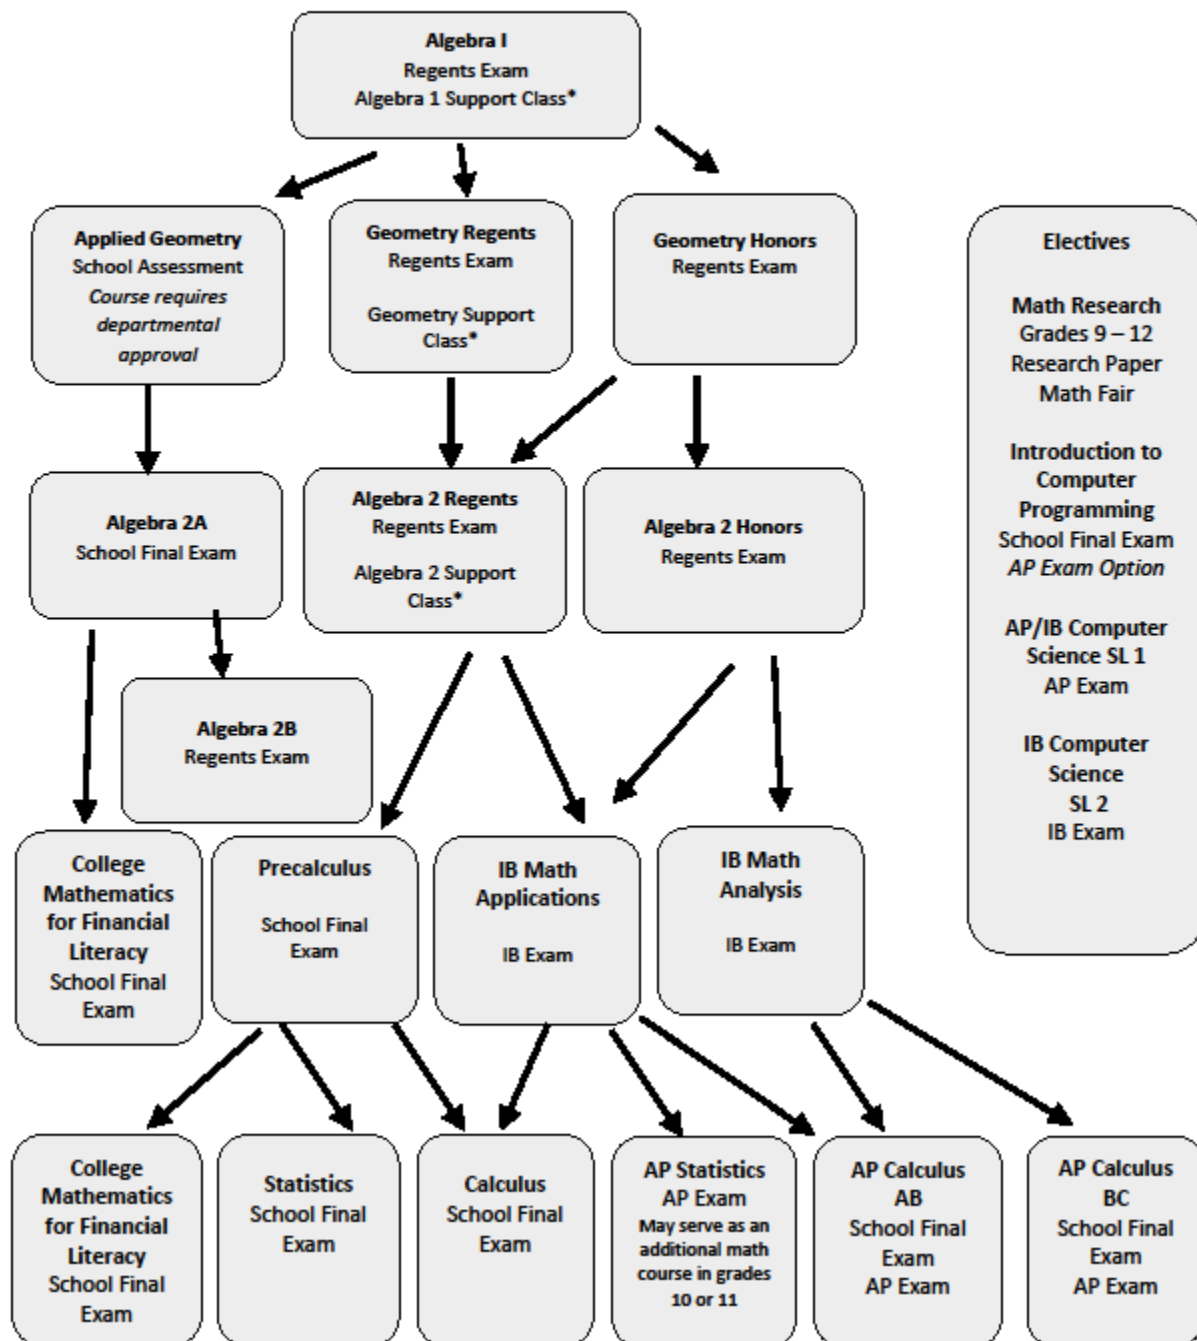 Algebra I
Regents Exam
Algebra 1 Support Class*
Applied Geometry
School Assessment
Course requires
departmental
approval
Geometry Regents
Regents Exam
Geometry Support
Class*
Geometry Honors
Regents Exam
Electives
Math Research
Grades 9 – 12
Research Paper
Math Fair
Introduction to
Computer
Programming
School Final Exam
AP Exam Option
AP/IB Computer
Science SL 1
AP Exam
IB Computer
Science
SL 2
IB Exam
Algebra 2A
School Final Exam
Algebra 2 Regents
Regents Exam
Algebra 2 Support
Class*
Algebra 2 Honors
Regents Exam
Algebra 2B
Regents Exam
College
Mathematics
for Financial
Literacy
School Final
Exam
Precalculus
School Final
Exam
IB Math
Applications
IB Exam
IB Math
Analysis
IB Exam
College
Mathematics
for Financial
Literacy
School Final
Exam
Statistics
School Final
Exam
Calculus
School Final
Exam
AP Statistics
AP Exam
May serve as an
additional math
course in grades
10 or 11
AP Calculus
AB
School Final
Exam
AP Exam
AP Calculus
BC
School Final
Exam
AP Exam